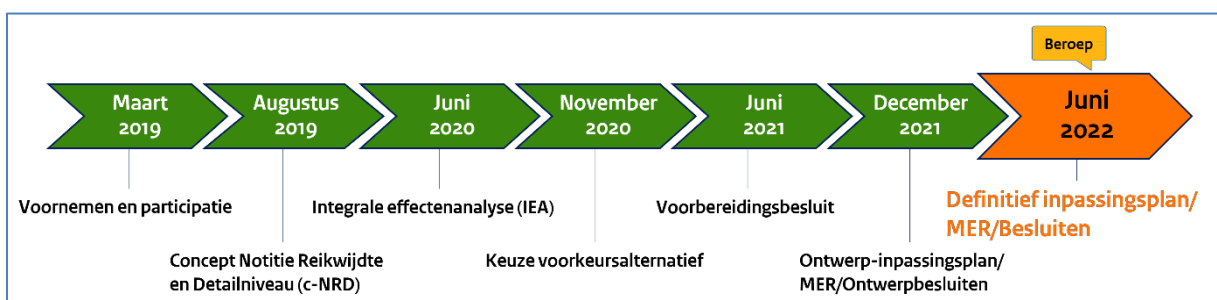 Beroep
Maart
2019
Augustus
2019
Juni
2020
November
2020
Juni
2021
December
2021
Juni
2022
Voornemen en participatie
Concept Notitie Reikwijdte
en Detailniveau (c-NRD)
Integrale effectenanalyse (IEA)
Keuze voorkeursalternatief
Voorbereidingsbesluit
Ontwerp-inpassingsplan/
MER/Ontwerpbesluiten
Definitief inpassingsplan/
MER/Besluiten